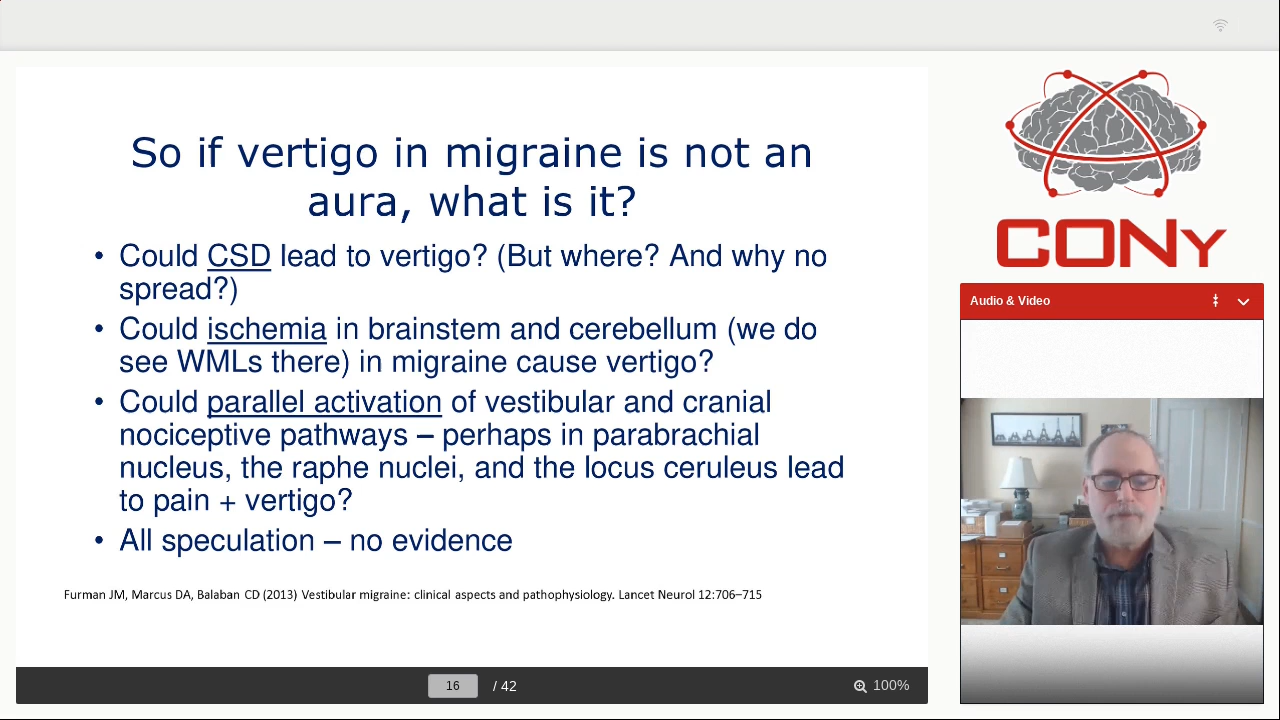 So if vertigo in migraine is not an
aura, what is it?
• Could CSD lead to vertigo? (But where? And why no
spread?)
• Could ischemia in brainstem and cerebellum (we do
see WMLs there) in migraine cause vertigo?
• Could parallel activation of vestibular and cranial
nociceptive pathways – perhaps in parabrachial
nucleus, the raphe nuclei, and the locus ceruleus lead
to pain + vertigo?
• All speculation – no evidence
Furman JM, Marcus DA, Balaban CD (2013) Vestibular migraine: clinical aspects and pathophysiology. Lancet Neurol 12:706–715
16 / 42
100%
CONy
Audio & Video